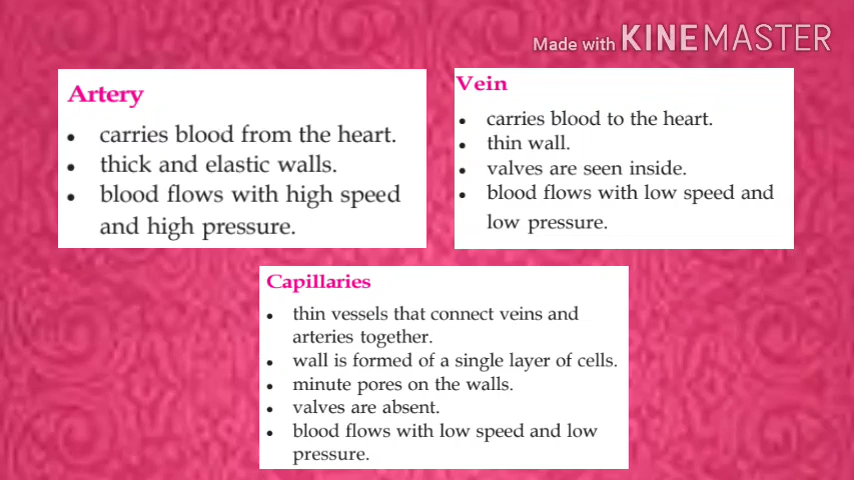 Made with KINEMASTER
Artery
• carries blood from the heart.
• thick and elastic walls.
• blood flows with high speed
and high pressure.
Vein
• carries blood to the heart.
• thin wall.
• valves are seen inside.
• blood flows with low speed and
low pressure.
Capillaries
• thin vessels that connect veins and
arteries together.
• wall is formed of a single layer of cells.
• minute pores on the walls.
• valves are absent.
• blood flows with low speed and low
pressure.